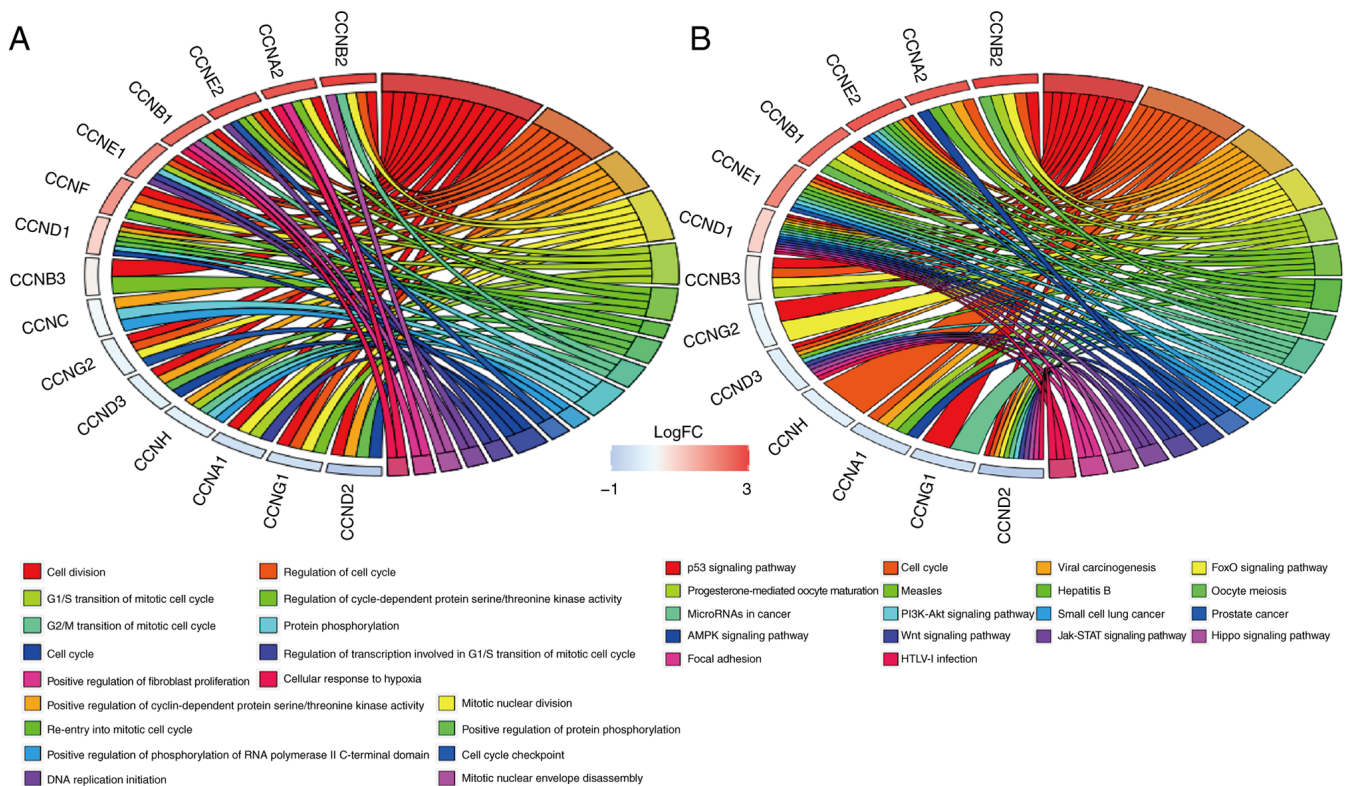 A
CCNB2
CCNA2
CCNE2
CCNB1
CCNE1
CCNF
CCND1
CCNB3
CCNC
CCNG2
CCND3
CCNH
CCNA1
CCNG1
CCND2
B
CCNB2
CCNA2
CCNE2
CCNB1
CCNE1
CCND1
CCNB3
CCNG2
CCND3
CCNH
CCNA1
CCNG1
CCND2
LogFC
−1 3
Cell division
Regulation of cell cycle
G1/S transition of mitotic cell cycle
Regulation of cycle-dependent protein serine/threonine kinase activity
G2/M transition of mitotic cell cycle
Protein phosphorylation
Cell cycle
Regulation of transcription involved in G1/S transition of mitotic cell cycle
Positive regulation of fibroblast proliferation
Cellular response to hypoxia
Positive regulation of cyclin-dependent protein serine/threonine kinase activity
Mitotic nuclear division
Re-entry into mitotic cell cycle
Positive regulation of protein phosphorylation
Positive regulation of phosphorylation of RNA polymerase II C-terminal domain
Cell cycle checkpoint
DNA replication initiation
Mitotic nuclear envelope disassembly
p53 signaling pathway
Cell cycle
Viral carcinogenesis
FoxO signaling pathway
Progesterone-mediated oocyte maturation
Measles
Hepatitis B
Oocyte meiosis
MicroRNAs in cancer
PI3K-Akt signaling pathway
Small cell lung cancer
Prostate cancer
AMPK signaling pathway
Wnt signaling pathway
Jak-STAT signaling pathway
Hippo signaling pathway
Focal adhesion
HTLV-I infection